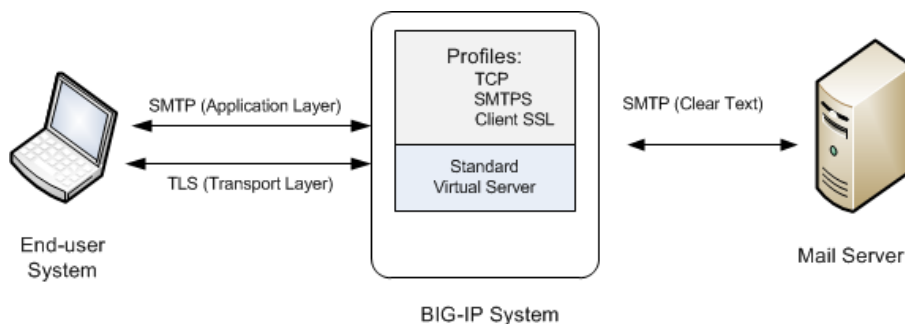 Profiles:
TCP
SMTPS
Client SSL
SMTP (Application Layer)
SMTP (Clear Text)
TLS (Transport Layer)
Standard
Virtual Server
End-user
System
Mail Server
BIG-IP System